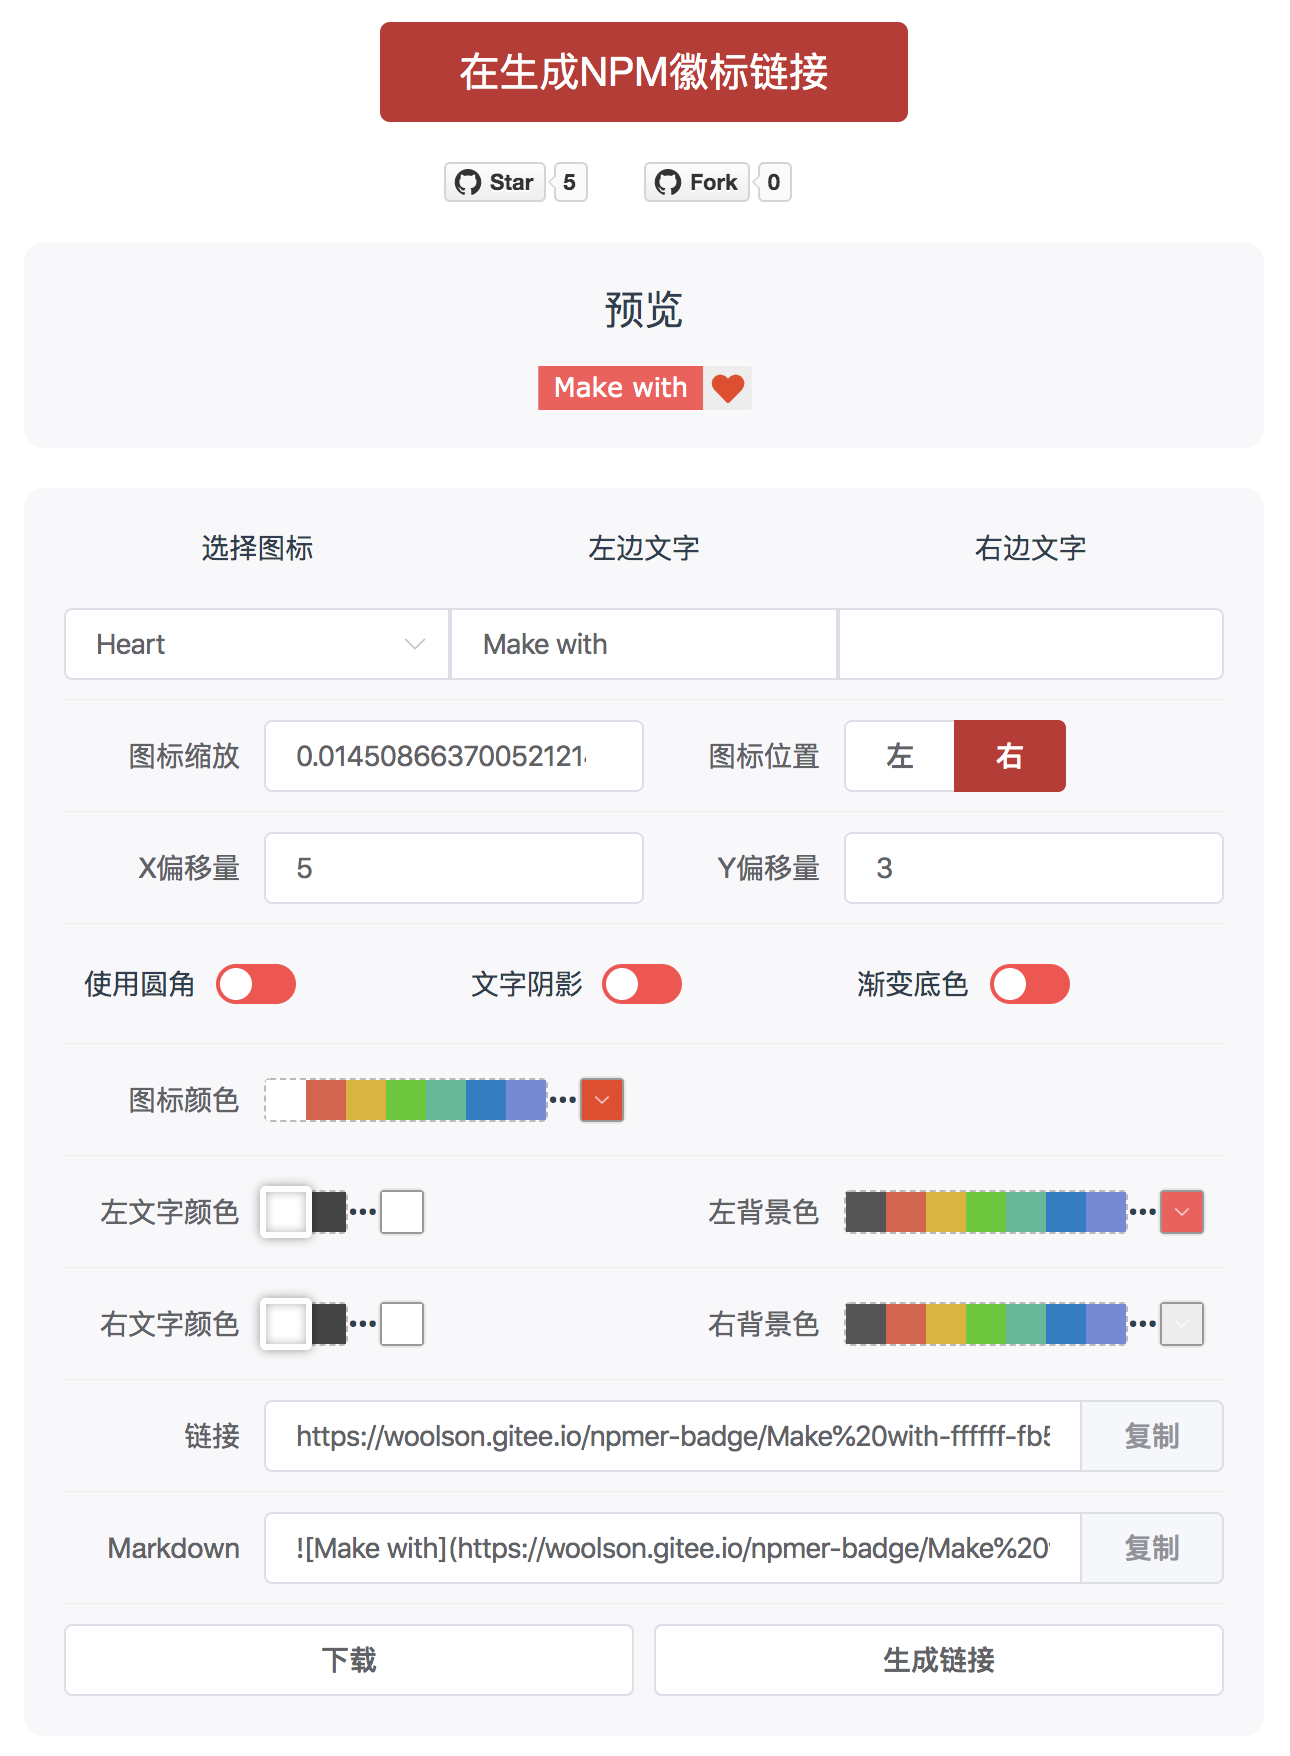 在生成NPM徽标链接
Star 5 Fork 0
预览
Make with
选择图标 左边文字 右边文字
Heart Make with
图标缩放 0.01450866370052121 图标位置 左 右
X偏移量 5 Y偏移量 3
使用圆角 文字阴影 渐变底色
图标颜色 •••
左文字颜色 ••• 左背景色 •••
右文字颜色 ••• 右背景色 •••
链接 https://woolson.gitee.io/npmer-badge/Make%20with-ffffff-fb5 复制
Markdown ![Make with](https://woolson.gitee.io/npmer-badge/Make%20 复制
下载 生成链接